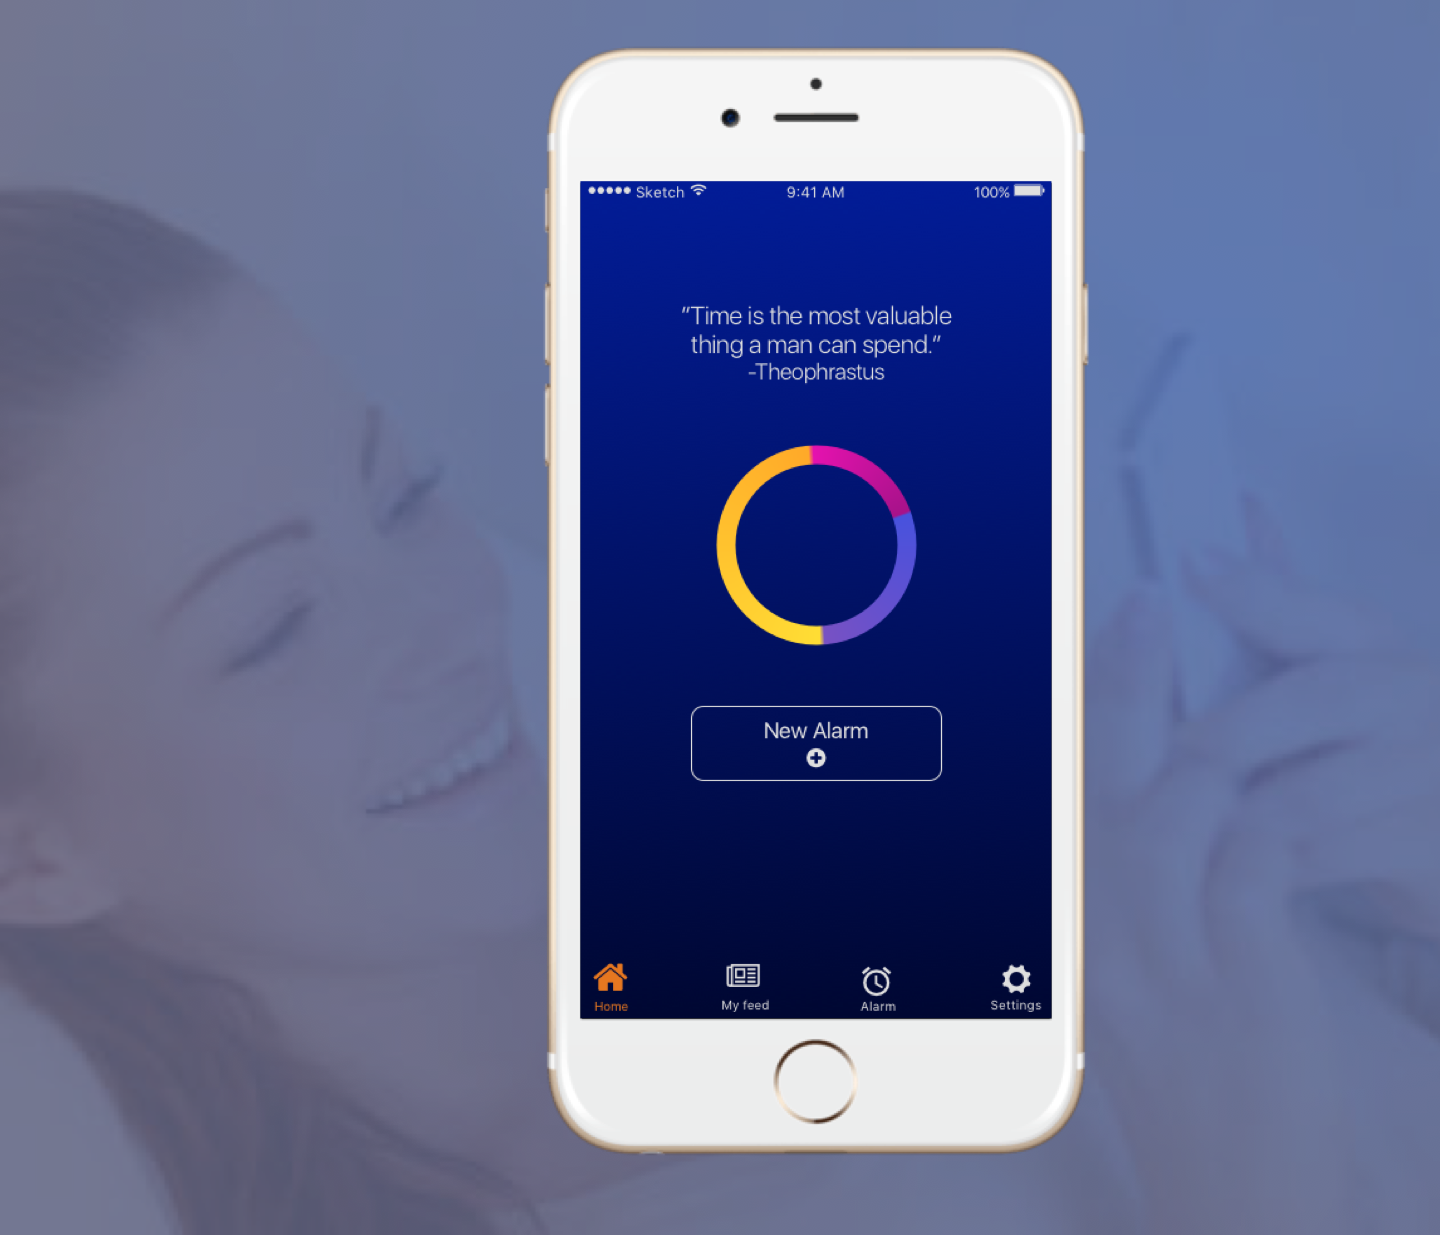 Sketch 9:41 AM 100%
“Time is the most valuable
thing a man can spend.”
-Theophrastus
New Alarm
Home My feed Alarm Settings